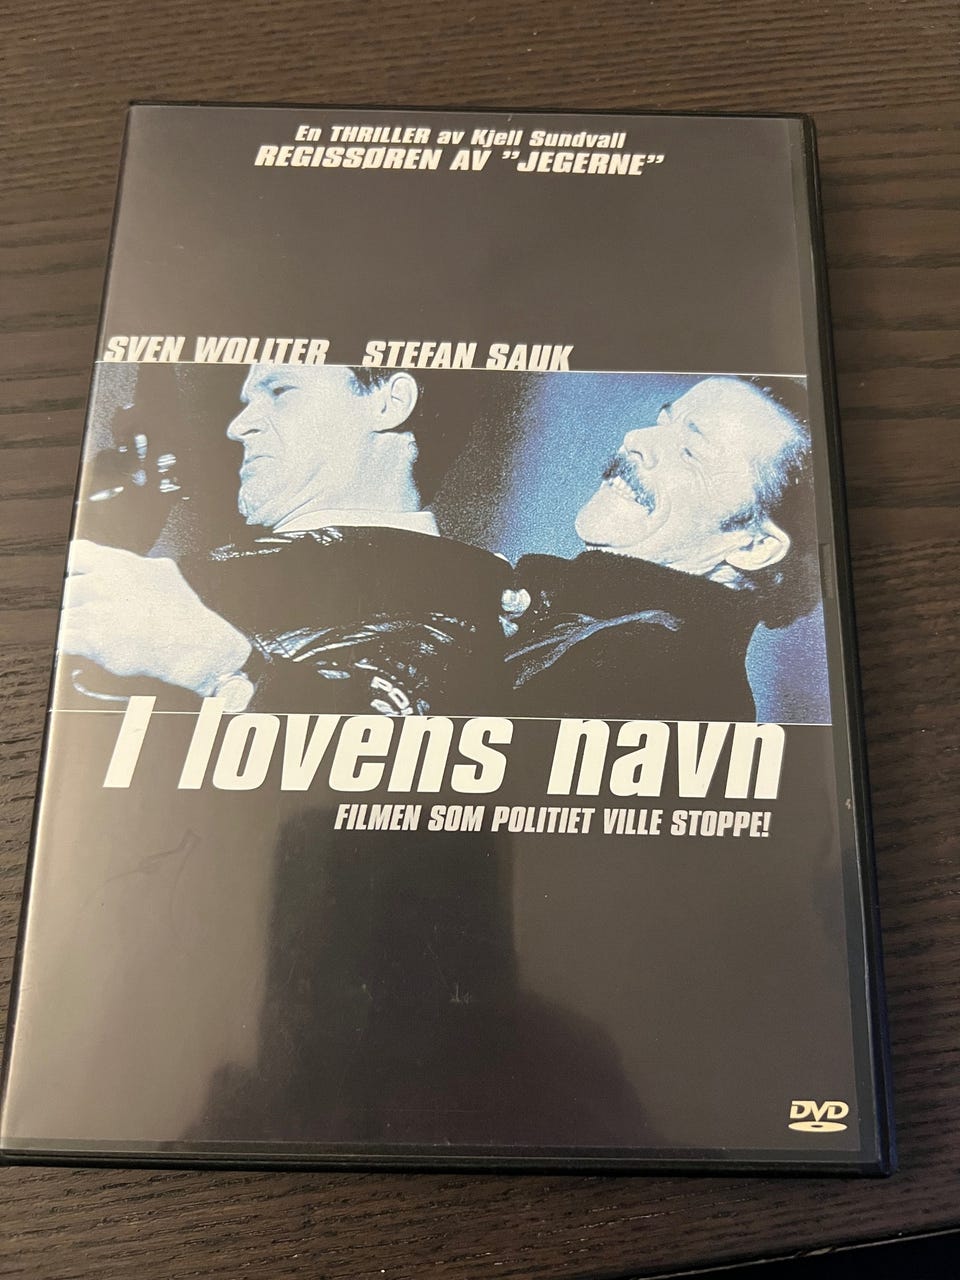 En THRILLER av Kjell Sundvall
REGISSØREN AV "JEGERNE"
SVEN WOLLTER STEFAN SAUK
PO
I lovens navn
FILMEN SOM POLITIET VILLE STOPPE!
DVD